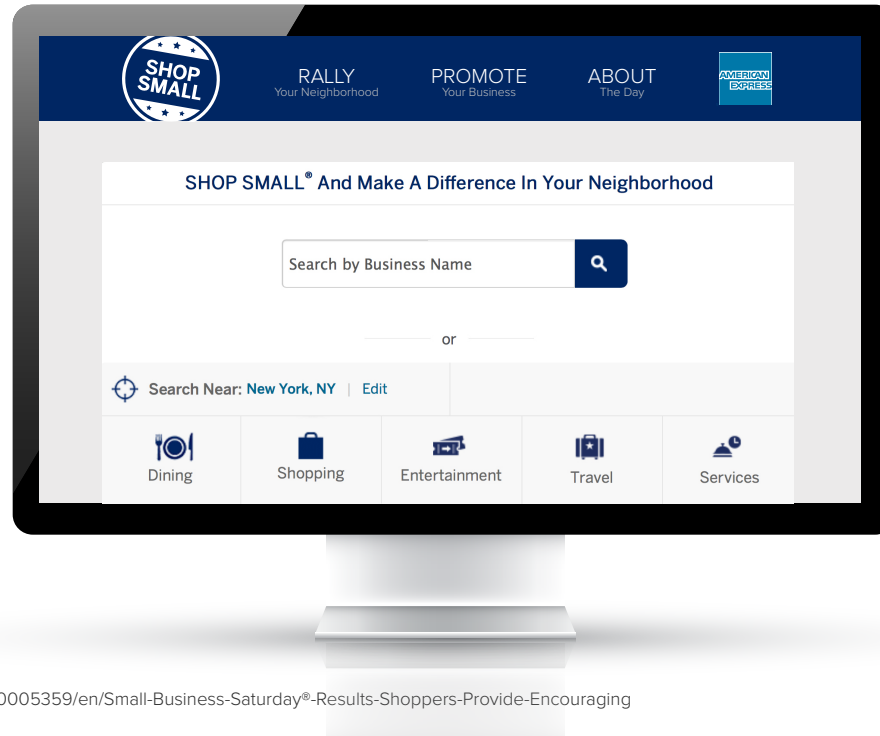 SHOP
SMALL
RALLY
Your Neighborhood
PROMOTE
Your Business
ABOUT
The Day
AMERICAN
EXPRESS
SHOP SMALL® And Make A Difference In Your Neighborhood
Search by Business Name
or
Search Near: New York, NY | Edit
Dining
Shopping
Entertainment
Travel
Services
0005359/en/Small-Business-Saturday®-Results-Shoppers-Provide-Encouraging